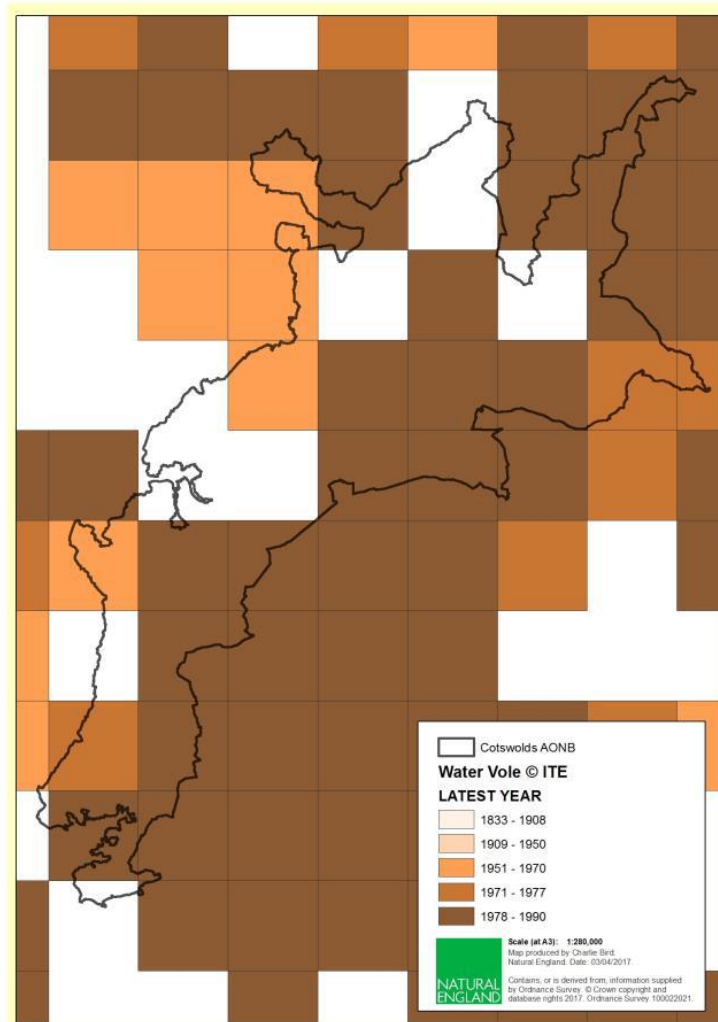 Cotswolds AONB
Water Vole © ITE
LATEST YEAR
1833 - 1908
1909 - 1950
1951 - 1970
1971 - 1977
1978 - 1990
Scale (at A3): 1:280,000
Map produced by Charlie Bird.
Natural England. Date: 03/04/2017.
Contains, or is derived from, information supplied
by Ordnance Survey. © Crown copyright and
database rights 2017. Ordnance Survey 100022021.
NATURAL
ENGLAND